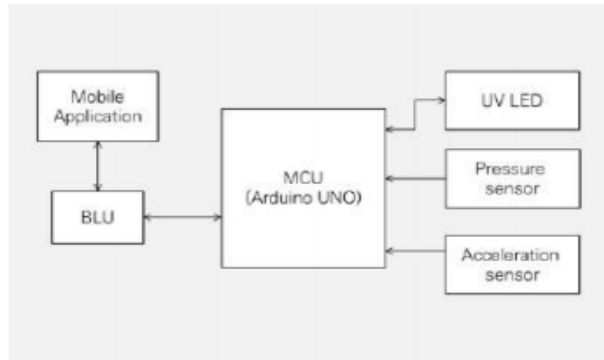 Mobile
Application
BLU
MCU
(Arduino UNO)
UV LED
Pressure
sensor
Acceleration
sensor